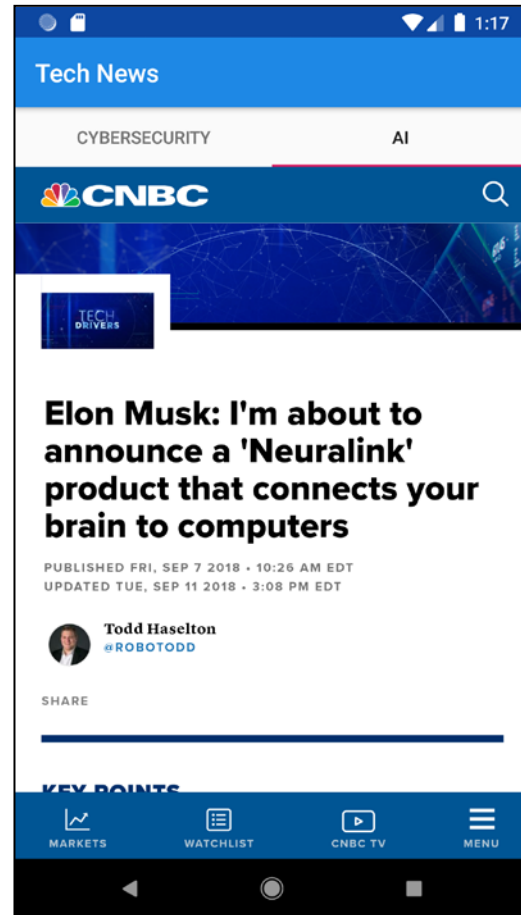 1:17
Tech News
CYBERSECURITY AI
CNBC
TECH
DRIVERS
Elon Musk: I'm about to
announce a 'Neuralink'
product that connects your
brain to computers
PUBLISHED FRI, SEP 7 2018 • 10:26 AM EDT
UPDATED TUE, SEP 11 2018 • 3:08 PM EDT
Todd Haselton
@ROBOTODD
SHARE
KEY POINTS
MARKETS WATCHLIST CNBC TV MENU